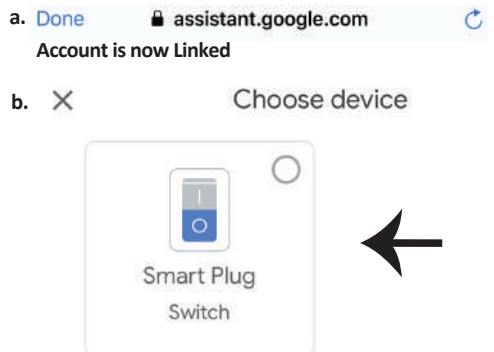 a. Done assistant.google.com
Account is now Linked
b. Choose device
Smart Plug
Switch